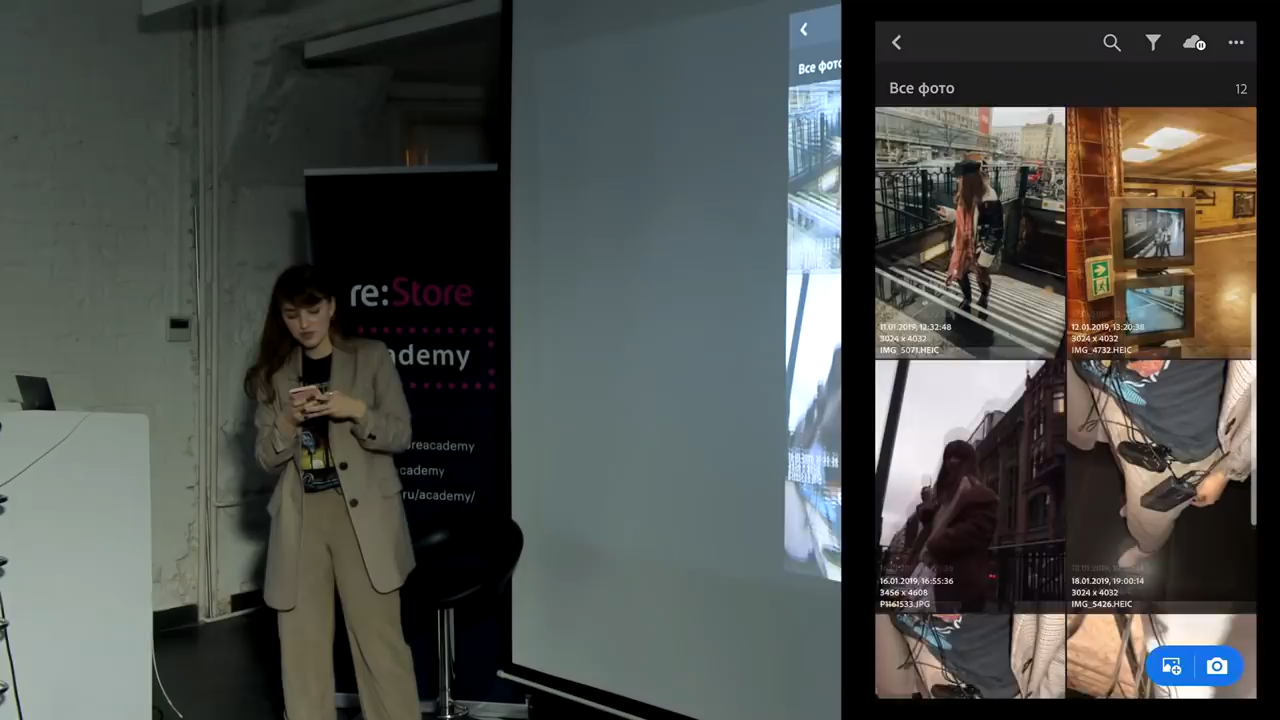 re:Store
ademy
reacademy
cademy
ru/academy/
Все фото
Все фото
12
11.01.2019, 12:32:48
3024 x 4032
IMG_5071.HEIC
12.01.2019, 13:20:38
3024 x 4032
IMG_4732.HEIC
16.01.2019, 16:55:36
3456 x 4608
P1161533.JPG
18.01.2019, 19:00:14
3024 x 4032
IMG_5426.HEIC